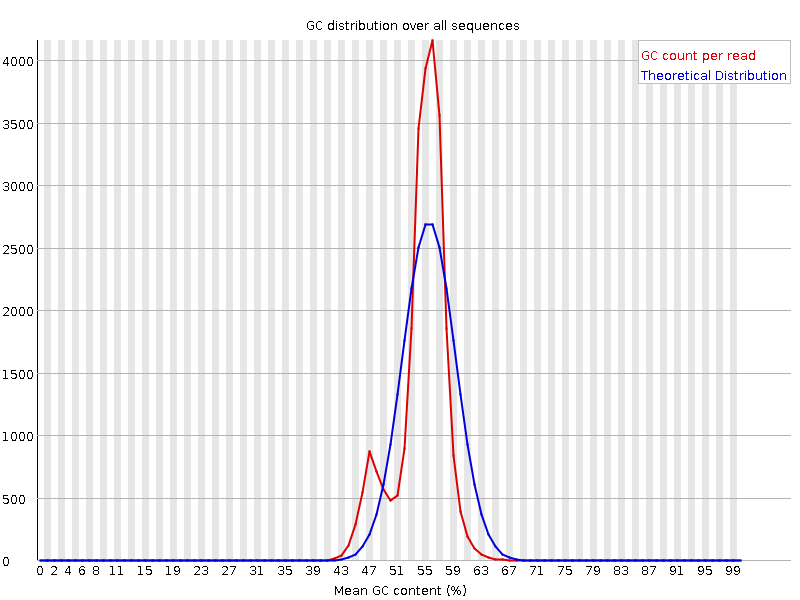 GC distribution over all sequences
GC count per read
Theoretical Distribution
4000
3500
3000
2500
2000
1500
1000
500
0
0 2 4 6 8 11 15 19 23 27 31 35 39 43 47 51 55 59 63 67 71 75 79 83 87 91 95 99
Mean GC content (%)